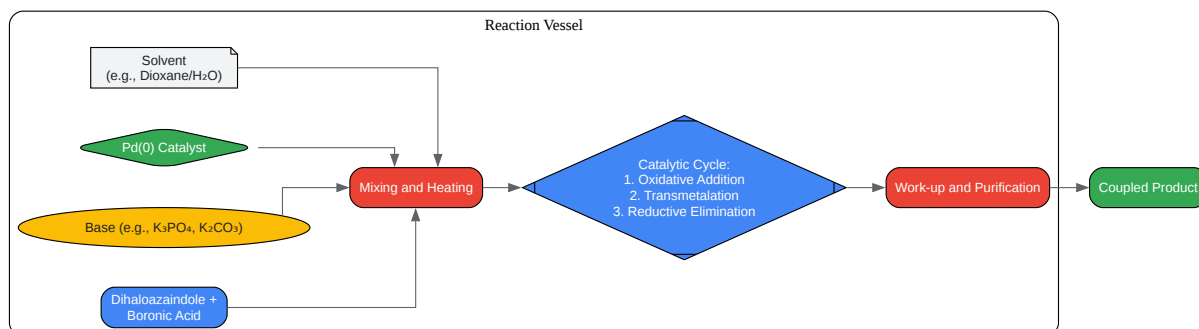 Reaction Vessel
Solvent
(e.g., Dioxane/H₂O)
Pd(0) Catalyst
Base (e.g., K₃PO₄, K₂CO₃)
Dihaloazaindole +
Boronic Acid
Mixing and Heating
Catalytic Cycle:
1. Oxidative Addition
2. Transmetalation
3. Reductive Elimination
Work-up and Purification
Coupled Product